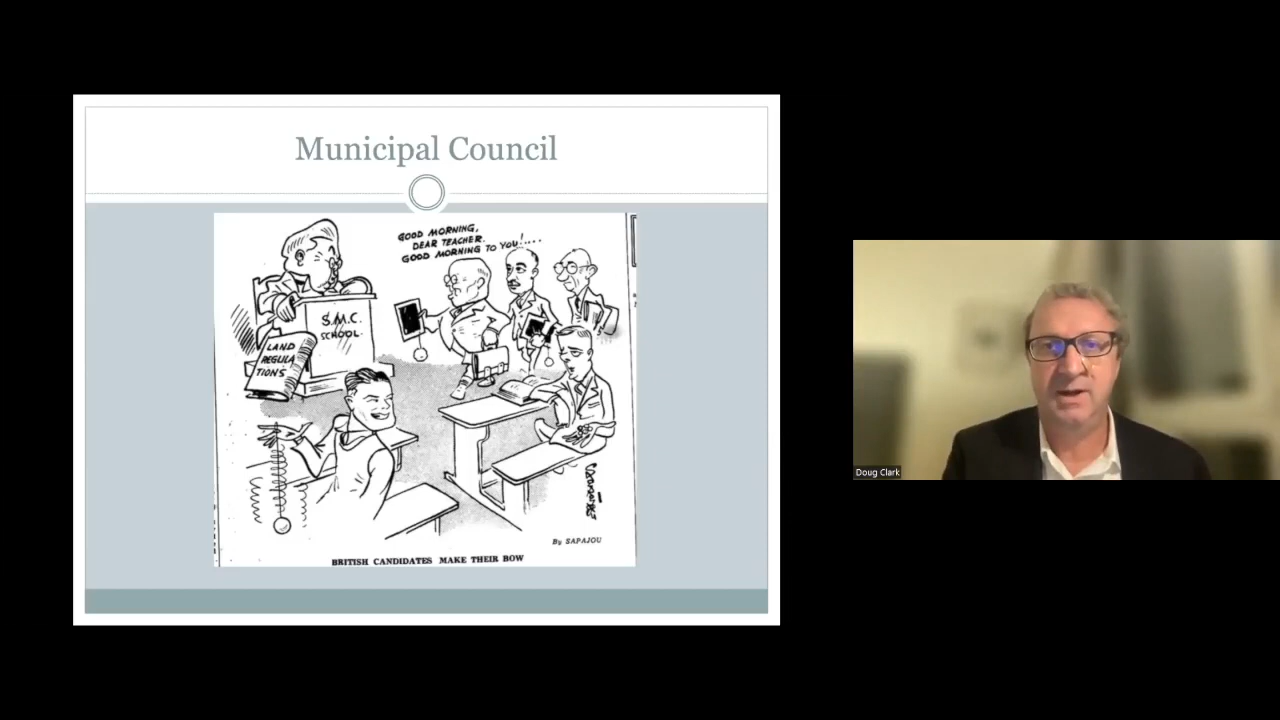 Municipal Council
GOOD MORNING,
DEAR TEACHER.
GOOD MORNING TO YOU!....
S.M.C.
SCHOOL.
LAND
REGULA
TIONS
By SAPAJOU
BRITISH CANDIDATES MAKE THEIR BOW
Doug Clark